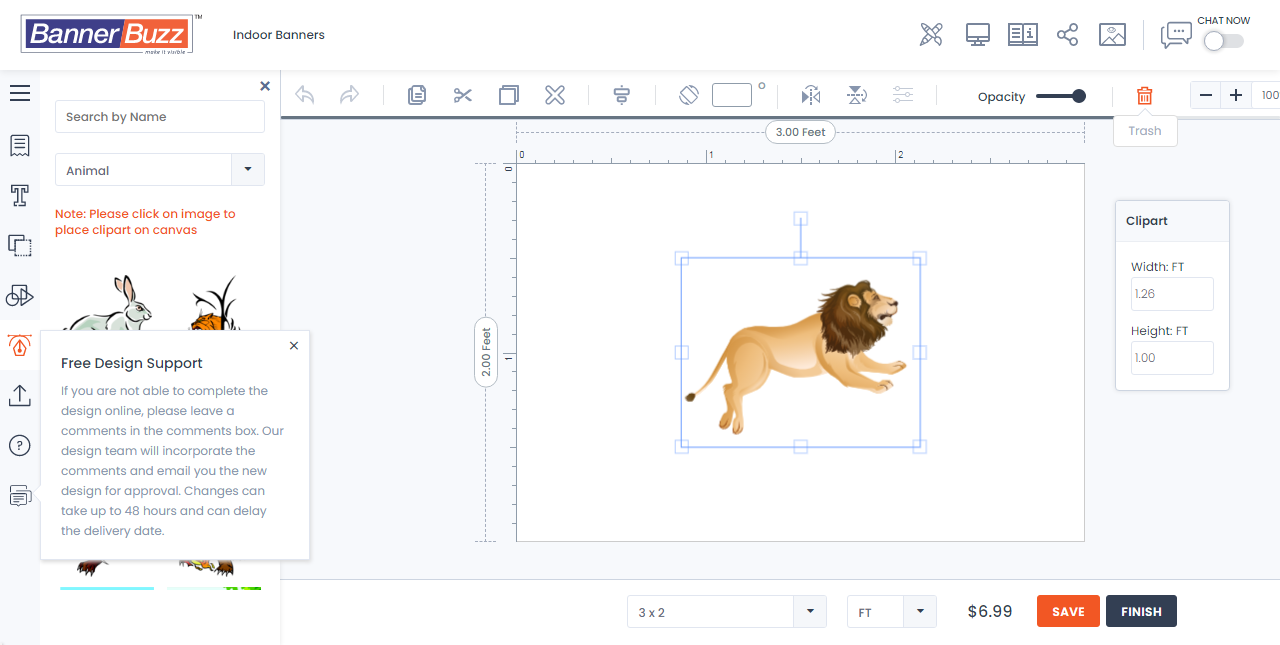 BannerBuzz
TM
make it visible
Indoor Banners
CHAT NOW
Search by Name
Animal
Note: Please click on image to
place clipart on canvas
Opacity
Trash
100
3.00 Feet
0
1
2
0
1
2.00 Feet
Clipart
Width: FT
1.26
Height: FT
1.00
Free Design Support
If you are not able to complete the
design online, please leave a
comments in the comments box. Our
design team will incorporate the
comments and email you the new
design for approval. Changes can
take up to 48 hours and can delay
the delivery date.
3 x 2
FT
$6.99
SAVE
FINISH